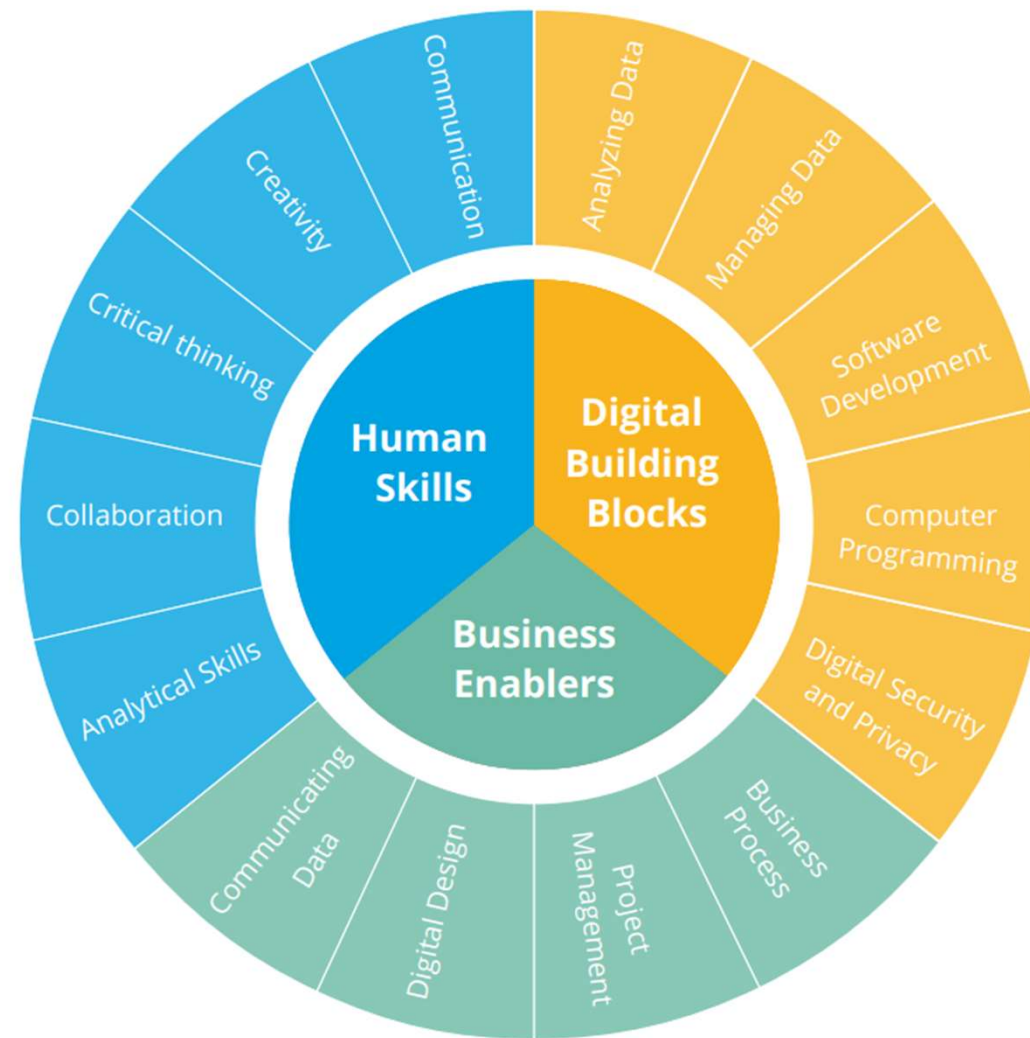 Human
Skills
Digital
Building
Blocks
Business
Enablers
Analyzing Data
Managing Data
Software
Development
Computer
Programming
Digital Security
and Privacy
Business
Process
Project
Management
Digital Design
Communicating
Data
Analytical Skills
Collaboration
Critical thinking
Creativity
Communication